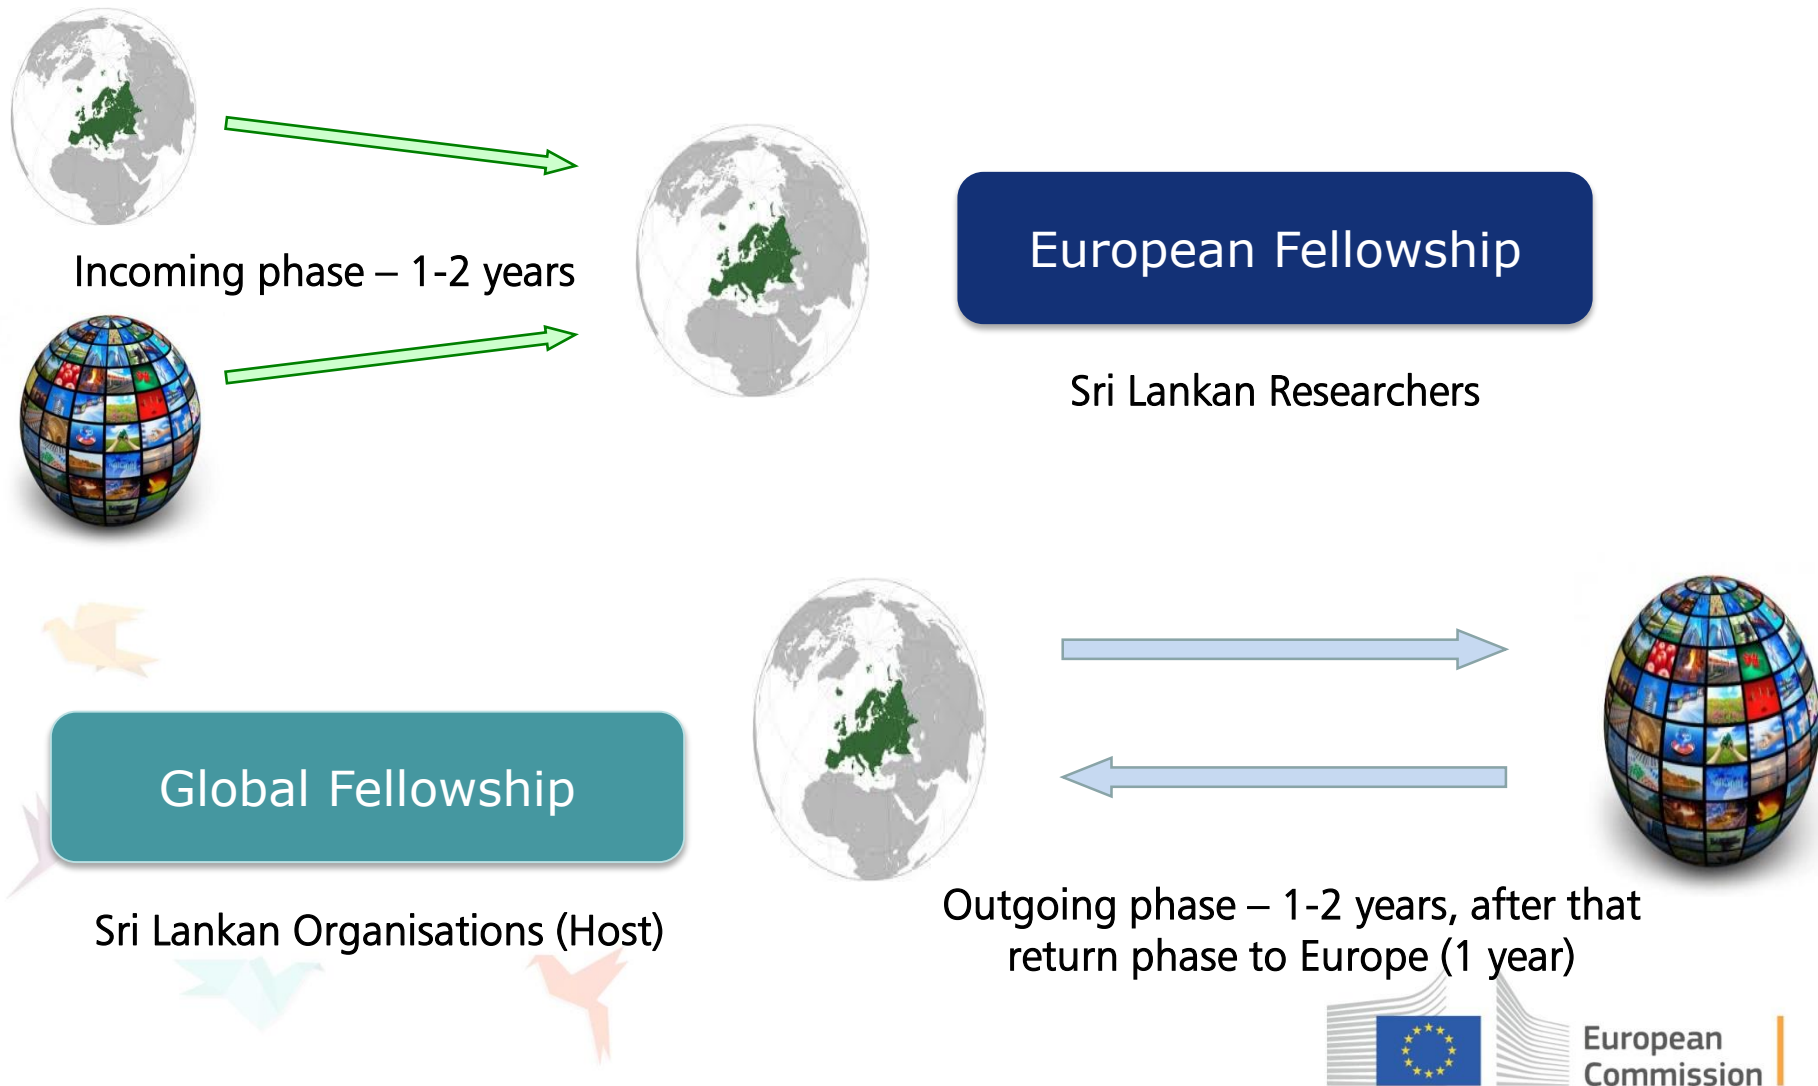 Incoming phase – 1-2 years
European Fellowship
Sri Lankan Researchers
Global Fellowship
Sri Lankan Organisations (Host)
Outgoing phase – 1-2 years, after that
return phase to Europe (1 year)
European
Commission